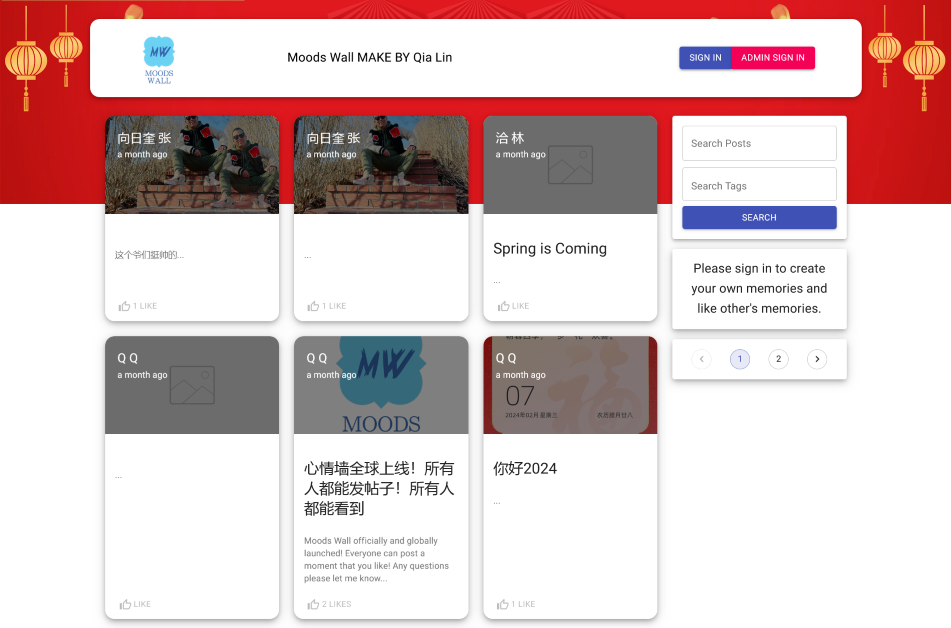 MW
MOODS
WALL
Moods Wall MAKE BY Qia Lin
SIGN IN
ADMIN SIGN IN
向日奎 张
a month ago
这个爷们挺帅的...
1 LIKE
向日奎 张
a month ago
...
1 LIKE
洽 林
a month ago
Spring is Coming
...
LIKE
Search Posts
Search Tags
SEARCH
Please sign in to create
your own memories and
like other's memories.
1
2
Q Q
a month ago
...
LIKE
Q Q
a month ago
MW
MOODS
心情墙全球上线！所有
人都能发帖子！所有人
都能看到
Moods Wall officially and globally
launched! Everyone can post a
moment that you like! Any questions
please let me know...
2 LIKES
Q Q
a month ago
07
2024年02月 星期三
农历腊月廿八
你好2024
...
1 LIKE